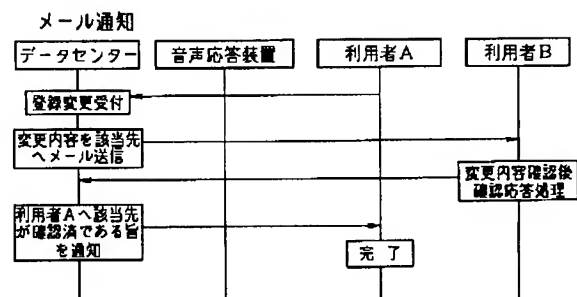 メール通知
データセンター
音声応答装置
利用者A
利用者B
登録変更受付
変更内容を該当先
へメール送信
変更内容確認後
確認応答処理
利用者Aへ該当先
が確認済である旨
を通知
完了